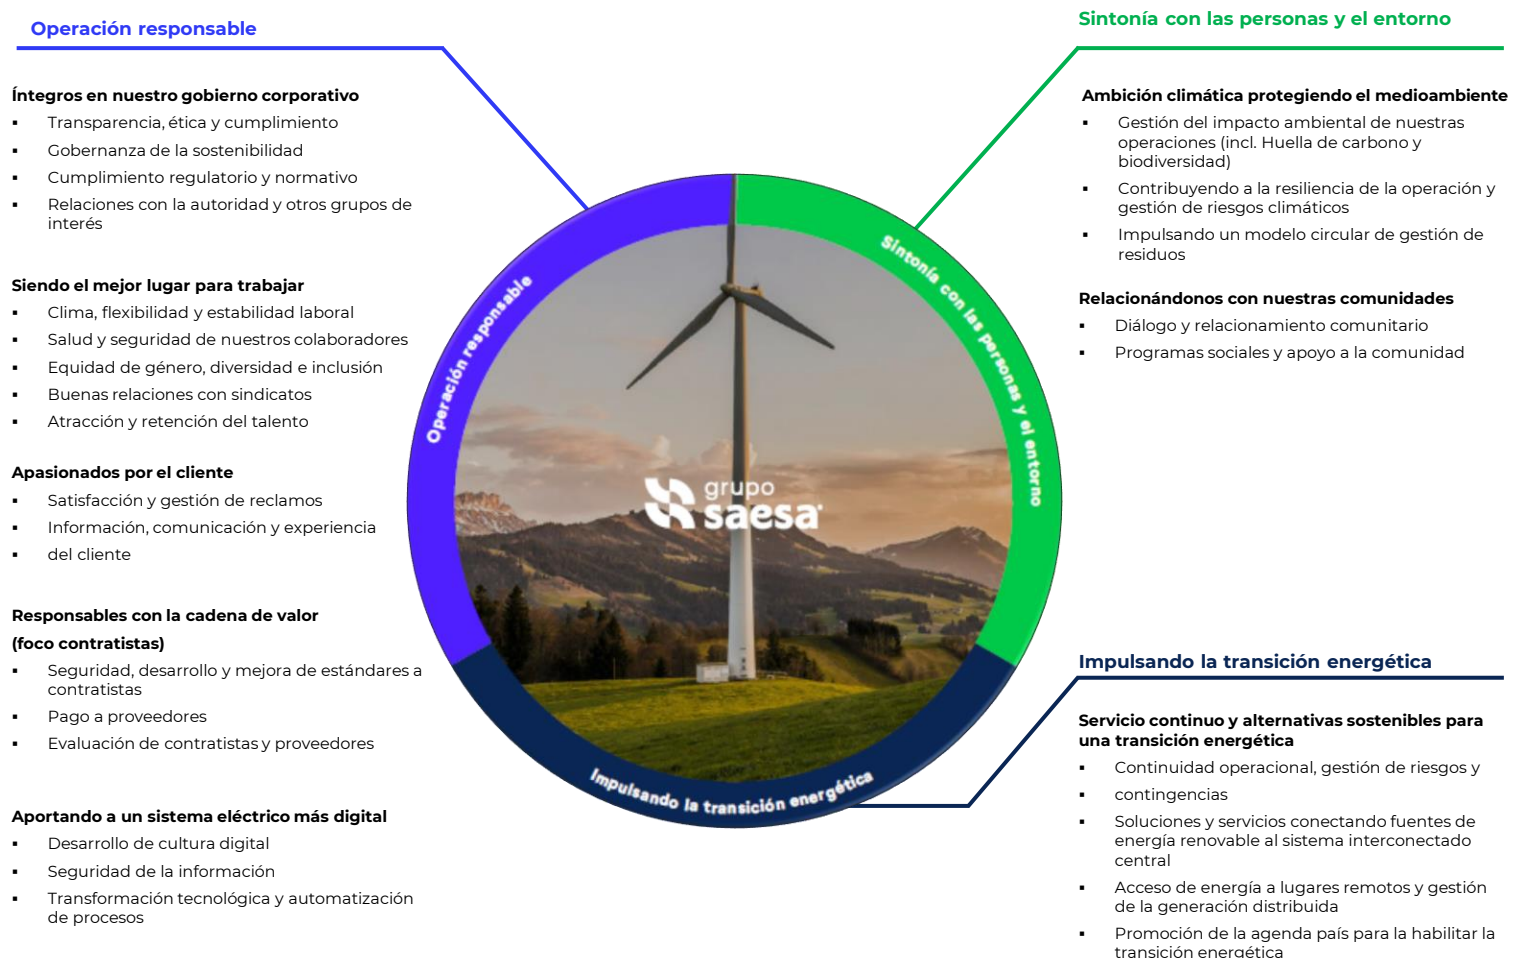 Operación responsable
Íntegros en nuestro gobierno corporativo
▪ Transparencia, ética y cumplimiento
▪ Gobernanza de la sostenibilidad
▪ Cumplimiento regulatorio y normativo
▪ Relaciones con la autoridad y otros grupos de
interés
Siendo el mejor lugar para trabajar
▪ Clima, flexibilidad y estabilidad laboral
▪ Salud y seguridad de nuestros colaboradores
▪ Equidad de género, diversidad e inclusión
▪ Buenas relaciones con sindicatos
▪ Atracción y retención del talento
Apasionados por el cliente
▪ Satisfacción y gestión de reclamos
▪ Información, comunicación y experiencia
▪ del cliente
Responsables con la cadena de valor
(foco contratistas)
▪ Seguridad, desarrollo y mejora de estándares a
contratistas
▪ Pago a proveedores
▪ Evaluación de contratistas y proveedores
Aportando a un sistema eléctrico más digital
▪ Desarrollo de cultura digital
▪ Seguridad de la información
▪ Transformación tecnológica y automatización
de procesos
Operación responsable
Sintonía con las personas y el entorno
Impulsando la transición energética
grupo
saesa
Sintonía con las personas y el entorno
Ambición climática protegiendo el medioambiente
▪ Gestión del impacto ambiental de nuestras
operaciones (incl. Huella de carbono y
biodiversidad)
▪ Contribuyendo a la resiliencia de la operación y
gestión de riesgos climáticos
▪ Impulsando un modelo circular de gestión de
residuos
Relacionándonos con nuestras comunidades
▪ Diálogo y relacionamiento comunitario
▪ Programas sociales y apoyo a la comunidad
Impulsando la transición energética
Servicio continuo y alternativas sostenibles para
una transición energética
▪ Continuidad operacional, gestión de riesgos y
▪ contingencias
▪ Soluciones y servicios conectando fuentes de
energía renovable al sistema interconectado
central
▪ Acceso de energía a lugares remotos y gestión
de la generación distribuida
▪ Promoción de la agenda país para la habilitar la
transición energética